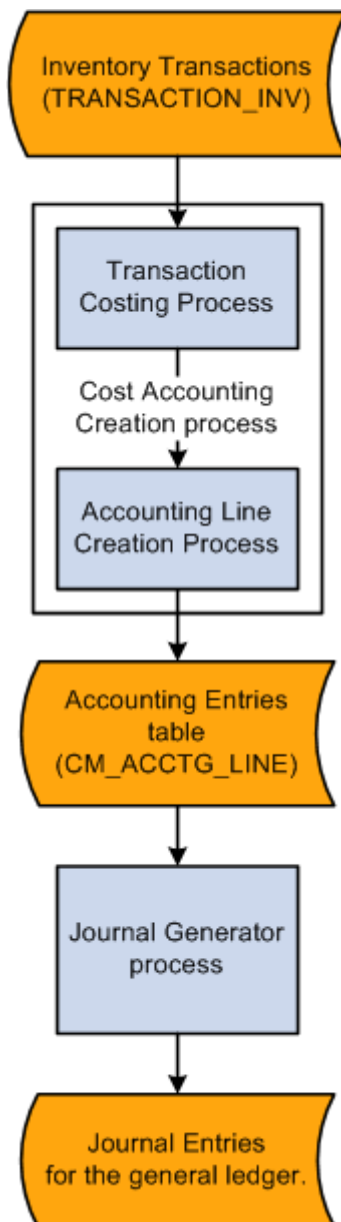 Inventory Transactions
(TRANSACTION_INV)
Transaction
Costing Process
Cost Accounting
Creation process
Accounting Line
Creation Process
Accounting Entries
table
(CM_ACCTG_LINE)
Journal Generator
process
Journal Entries
for the general ledger.